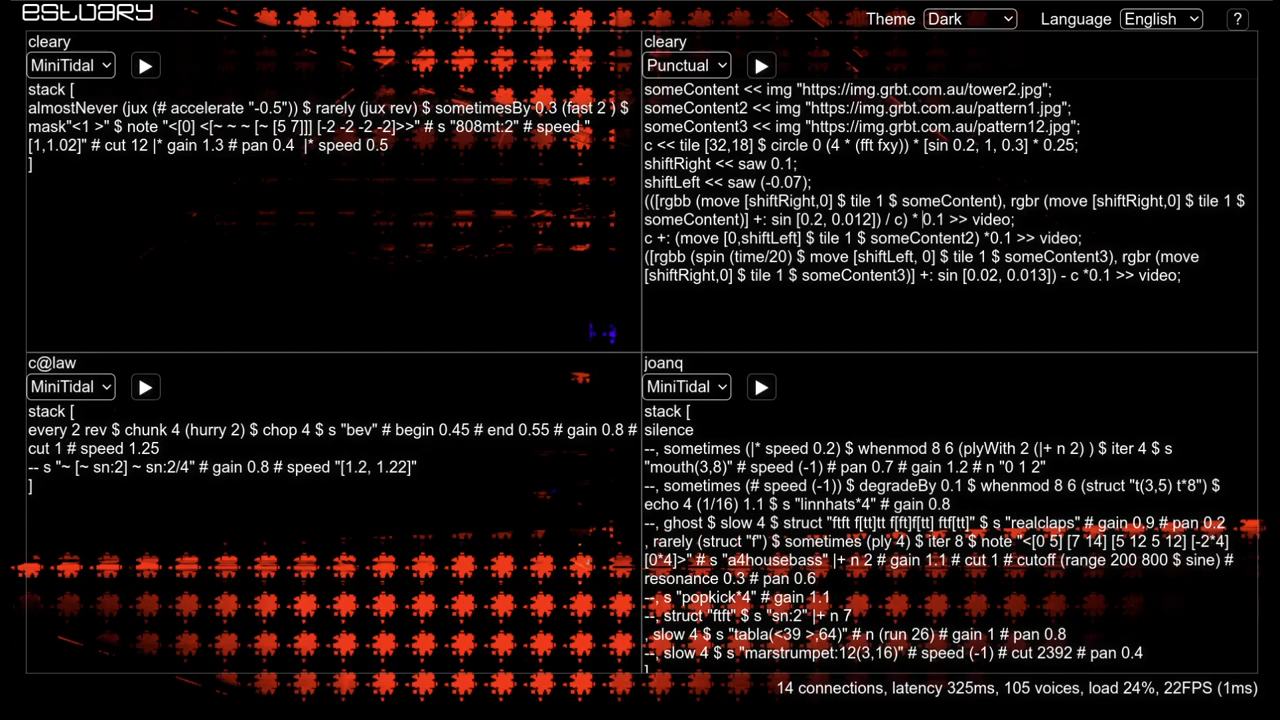 ESTUARY
Theme Dark Language English ?
cleary
MiniTidal
stack [
almostNever (jux (# accelerate "-0.5")) $ rarely (jux rev) $ sometimesBy 0.3 (fast 2 ) $
mask"<1 >" $ note "<[0] <[~ ~ ~ [~ [5 7]]] [-2 -2 -2 -2]>>" # s "808mt:2" # speed "
[1,1.02]" # cut 12 |* gain 1.3 # pan 0.4  |* speed 0.5
]
cleary
Punctual
someContent << img "https://img.grbt.com.au/tower2.jpg";
someContent2 << img "https://img.grbt.com.au/pattern1.jpg";
someContent3 << img "https://img.grbt.com.au/pattern12.jpg";
c << tile [32,18] $ circle 0 (4 * (fft fxy)) * [sin 0.2, 1, 0.3] * 0.25;
shiftRight << saw 0.1;
shiftLeft << saw (-0.07);
(([rgbb (move [shiftRight,0] $ tile 1 $ someContent), rgbr (move [shiftRight,0] $ tile 1 $
someContent)] +: sin [0.2, 0.012]) / c) * 0.1 >> video;
c +: (move [0,shiftLeft] $ tile 1 $ someContent2) *0.1 >> video;
([rgbb (spin (time/20) $ move [shiftLeft, 0] $ tile 1 $ someContent3), rgbr (move
[shiftRight,0] $ tile 1 $ someContent3)] +: sin [0.02, 0.013]) - c *0.1 >> video;
c@law
MiniTidal
stack [
every 2 rev $ chunk 4 (hurry 2) $ chop 4 $ s "bev" # begin 0.45 # end 0.55 # gain 0.8 #
cut 1 # speed 1.25
-- s "~ [~ sn:2] ~ sn:2/4" # gain 0.8 # speed "[1.2, 1.22]"
]
joanq
MiniTidal
stack [
silence
--, sometimes (|* speed 0.2) $ whenmod 8 6 (plyWith 2 (|+ n 2) ) $ iter 4 $ s
"mouth(3,8)" # speed (-1) # pan 0.7 # gain 1.2 # n "0 1 2"
--, sometimes (# speed (-1)) $ degradeBy 0.1 $ whenmod 8 6 (struct "t(3,5) t*8") $
echo 4 (1/16) 1.1 $ s "linnhats*4" # gain 0.8
--, ghost $ slow 4 $ struct "ftft f[tt]tt f[ft]f[tt] ftf[tt]" $ s "realclaps" # gain 0.9 # pan 0.2
, rarely (struct "f") $ sometimes (ply 4) $ iter 8 $ note "<[0 5] [7 14] [5 12 5 12] [-2*4]
[0*4]>" # s "a4housebass" |+ n 2 # gain 1.1 # cut 1 # cutoff (range 200 800 $ sine) #
resonance 0.3 # pan 0.6
--, s "popkick*4" # gain 1.1
--, struct "ftft" $ s "sn:2" |+ n 7
, slow 4 $ s "tabla(<39 >,64)" # n (run 26) # gain 1 # pan 0.8
--, slow 4 $ s "marstrumpet:12(3,16)" # speed (-1) # cut 2392 # pan 0.4
]
14 connections, latency 325ms, 105 voices, load 24%, 22FPS (1ms)